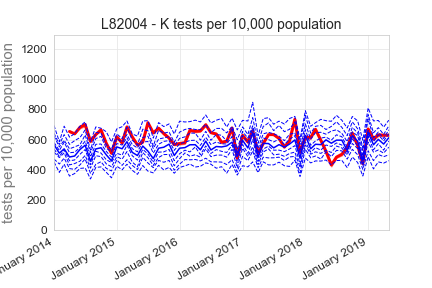 L82004 - K tests per 10,000 population
tests per 10,000 population
1200
1000
800
600
400
200
0
nuary 2014
January 2015
January 2016
January 2017
January 2018
January 2019